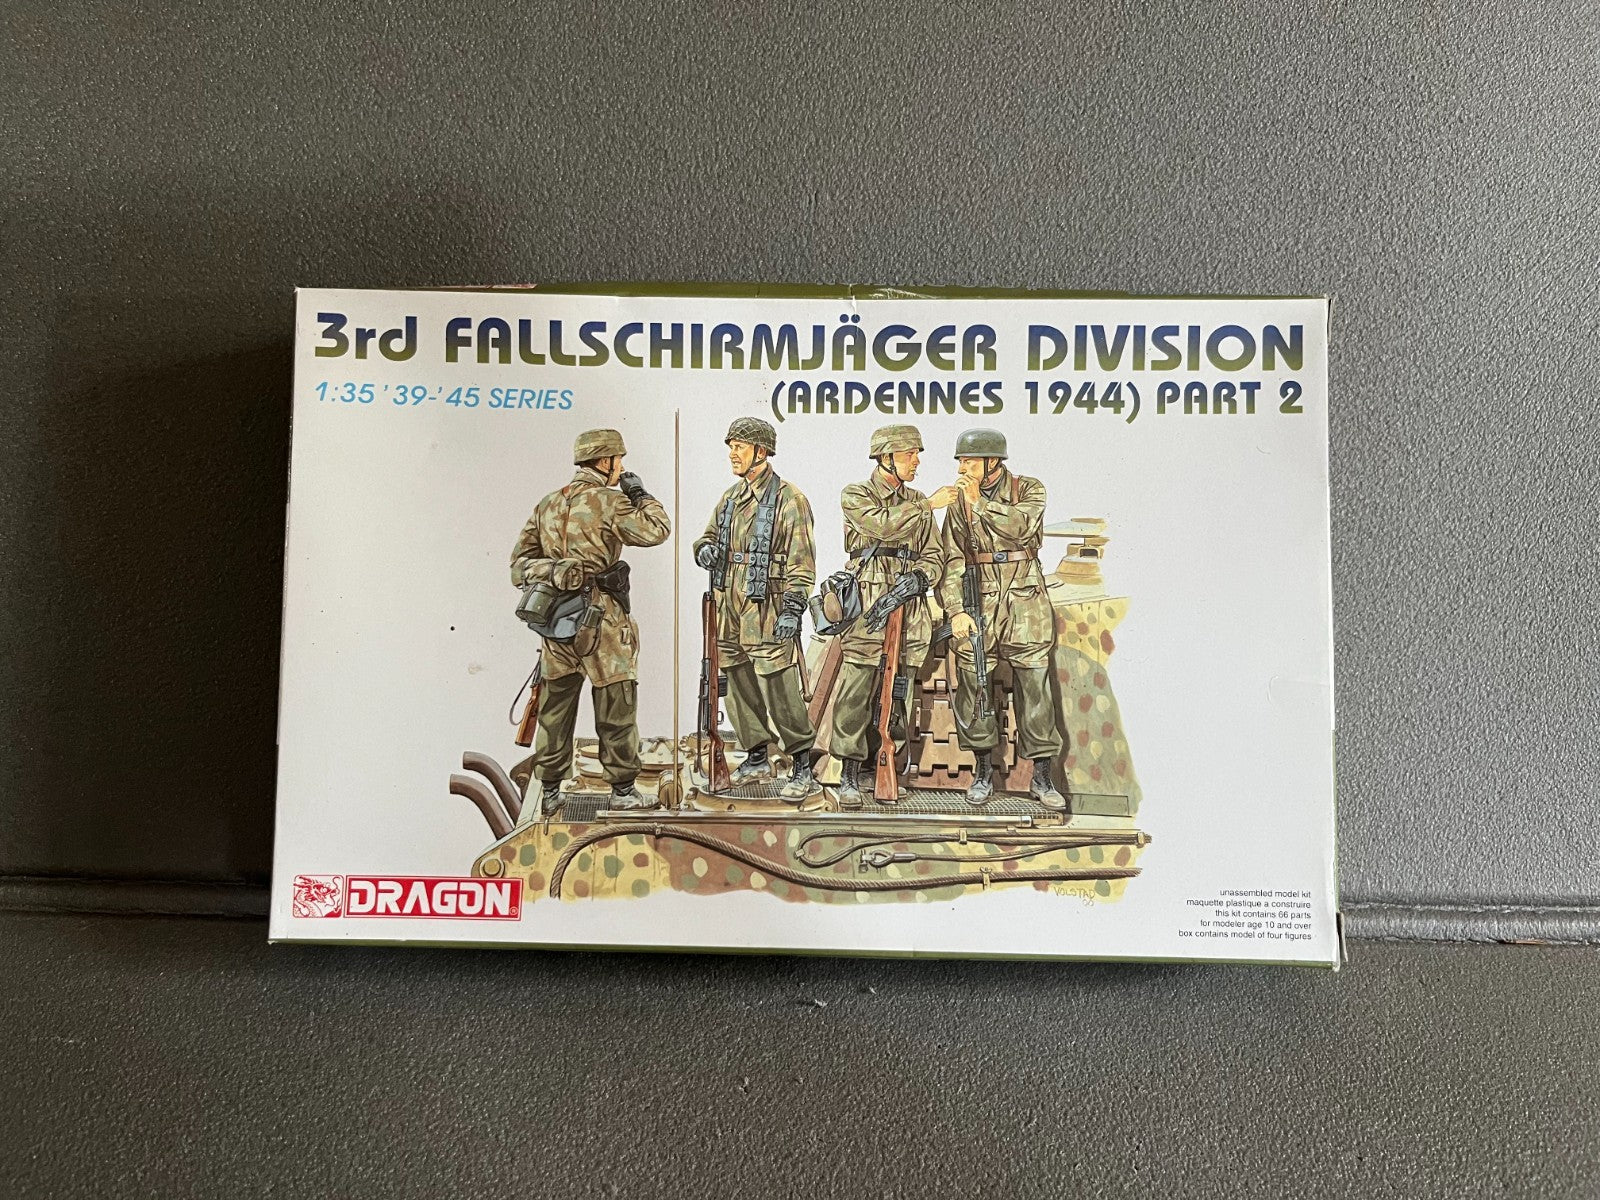 3rd FALLSCHIRMJÄGER DIVISION
1:35 '39-'45 SERIES
(ARDENNES 1944) PART 2
VOLSTAD
DRAGON
unassembled model kit
maquette plastique a construire
this kit contains 66 parts
for modeler age 10 and over
box contains model of four figures